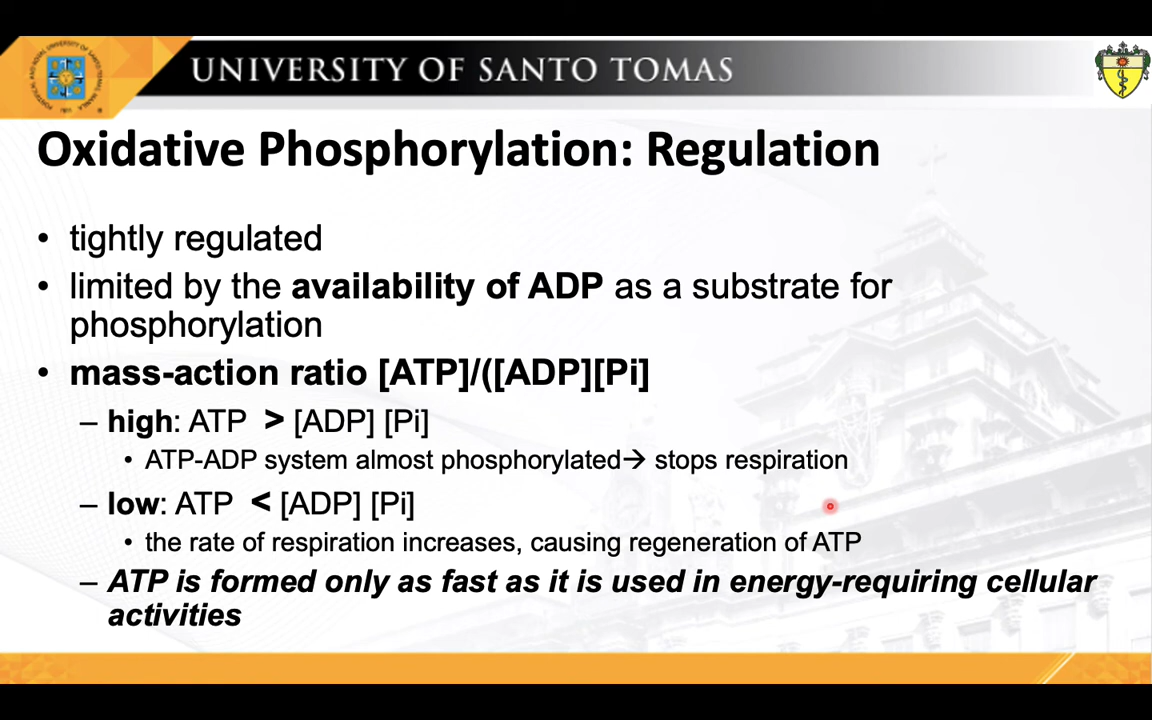 UNIVERSITY OF SANTO TOMAS
Oxidative Phosphorylation: Regulation
• tightly regulated
• limited by the availability of ADP as a substrate for
phosphorylation
• mass-action ratio [ATP]/([ADP][Pi]
– high: ATP > [ADP] [Pi]
• ATP-ADP system almost phosphorylated→ stops respiration
– low: ATP < [ADP] [Pi]
• the rate of respiration increases, causing regeneration of ATP
– ATP is formed only as fast as it is used in energy-requiring cellular
activities